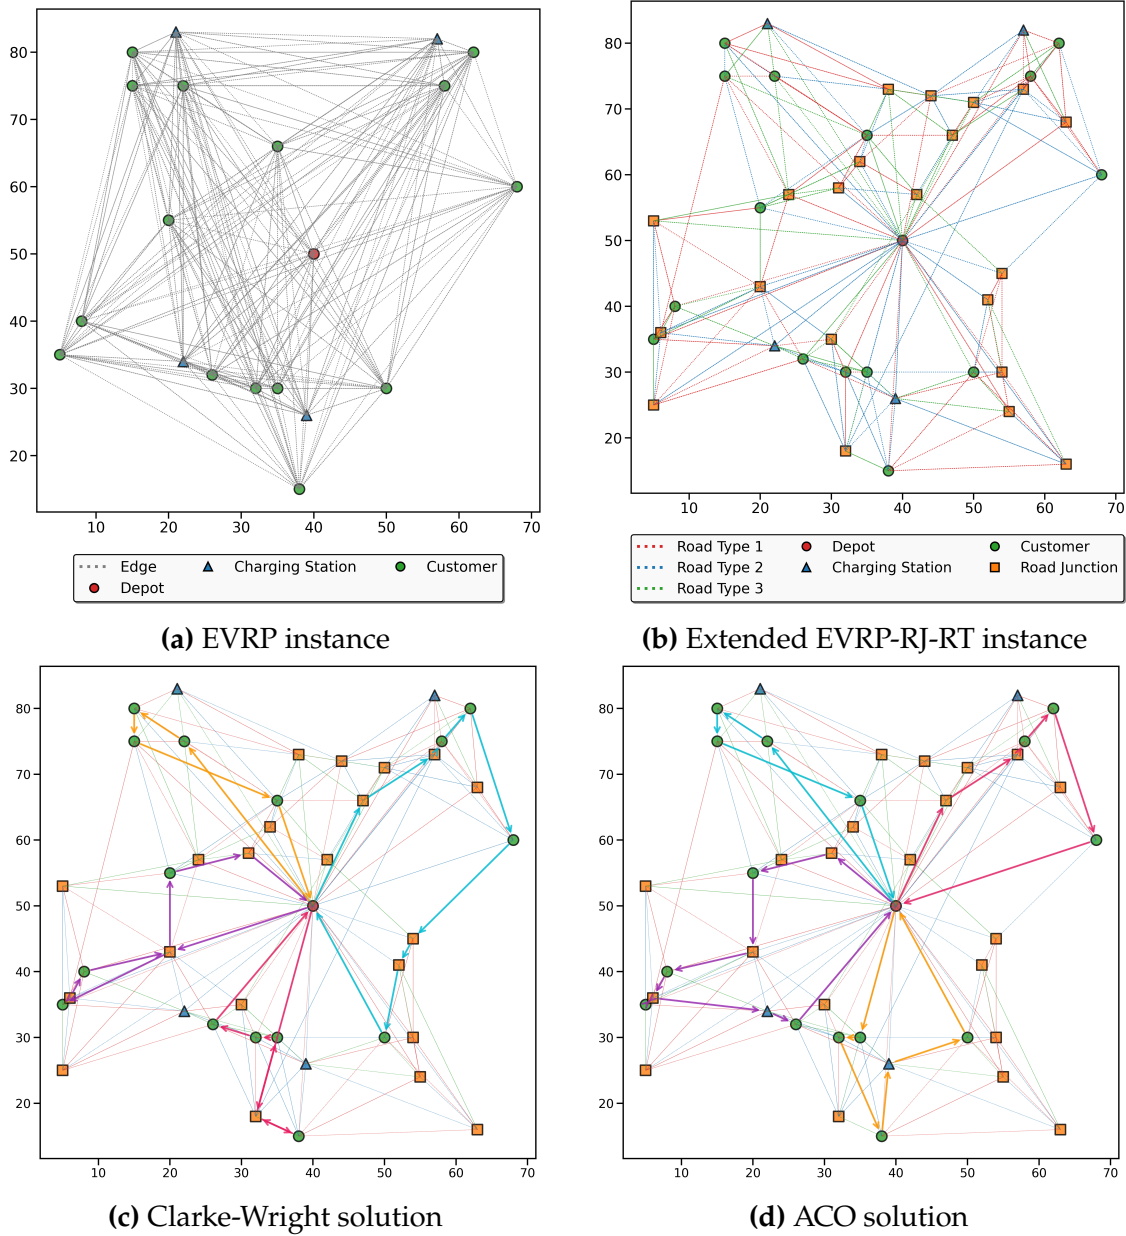 80
70
60
50
40
30
20
10 20 30 40 50 60 70
Edge Charging Station Customer
Depot
(a) EVRP instance
80
70
60
50
40
30
20
10 20 30 40 50 60 70
Road Type 1 Depot Customer
Road Type 2 Charging Station Road Junction
Road Type 3
(b) Extended EVRP-RJ-RT instance
80
70
60
50
40
30
20
10 20 30 40 50 60 70
(c) Clarke-Wright solution
80
70
60
50
40
30
20
10 20 30 40 50 60 70
(d) ACO solution